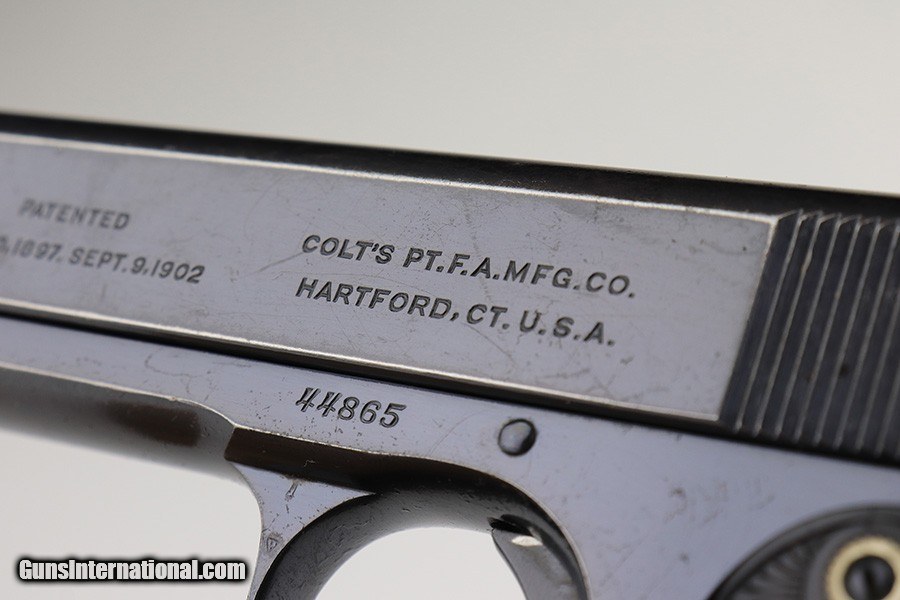 PATENTED
1897. SEPT. 9, 1902
COLT'S PT. F. A. MFG. CO.
HARTFORD, CT. U.S.A.
44865
GunsInternational.com